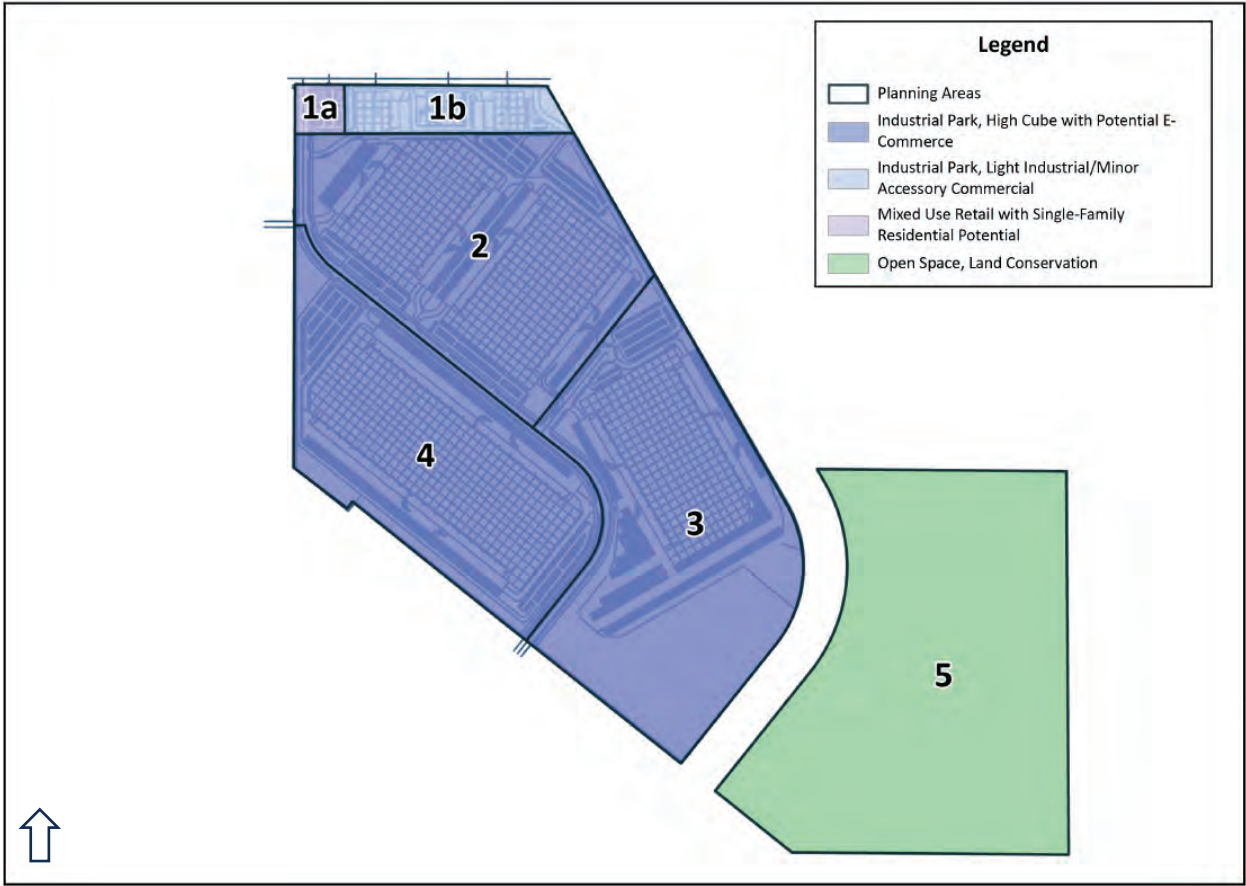 Legend
Planning Areas
Industrial Park, High Cube with Potential E-
Commerce
Industrial Park, Light Industrial/Minor
Accessory Commercial
Mixed Use Retail with Single-Family
Residential Potential
Open Space, Land Conservation
1a
1b
2
4
3
5